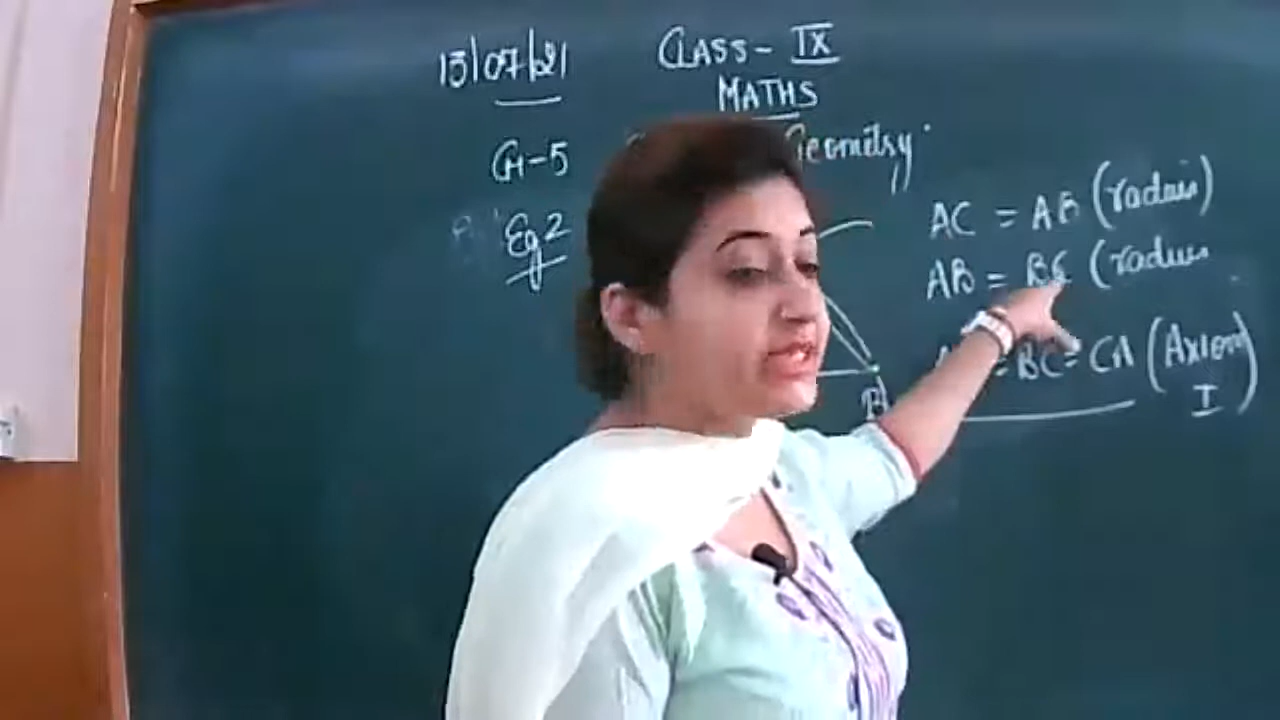 13/07/21
CLASS - IX
MATHS
CH-5 Geometry
Eg 2
AC = AB (radius)
AB = BC (radius
= BC = CA (Axiom I)
B